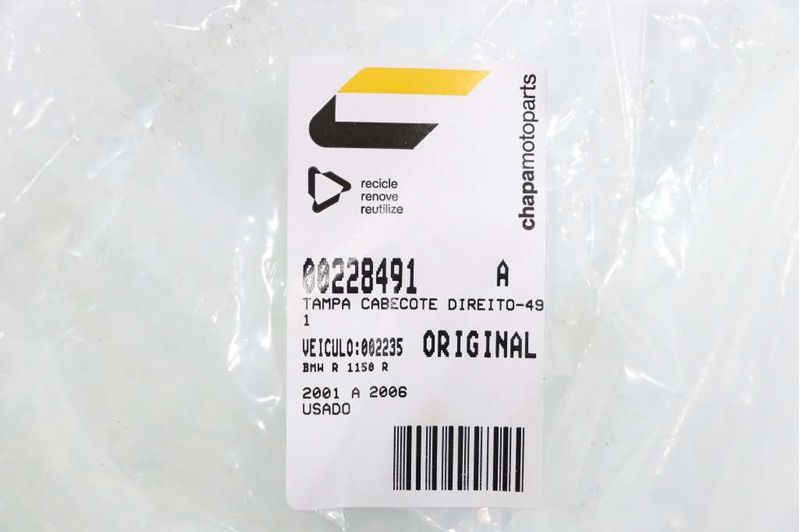 chapamotoparts
recicle
renove
reutilize
00228491 A
TAMPA CABECOTE DIREITO-49
1
VEICULO:002235 ORIGINAL
BMW R 1150 R
2001 A 2006
USADO